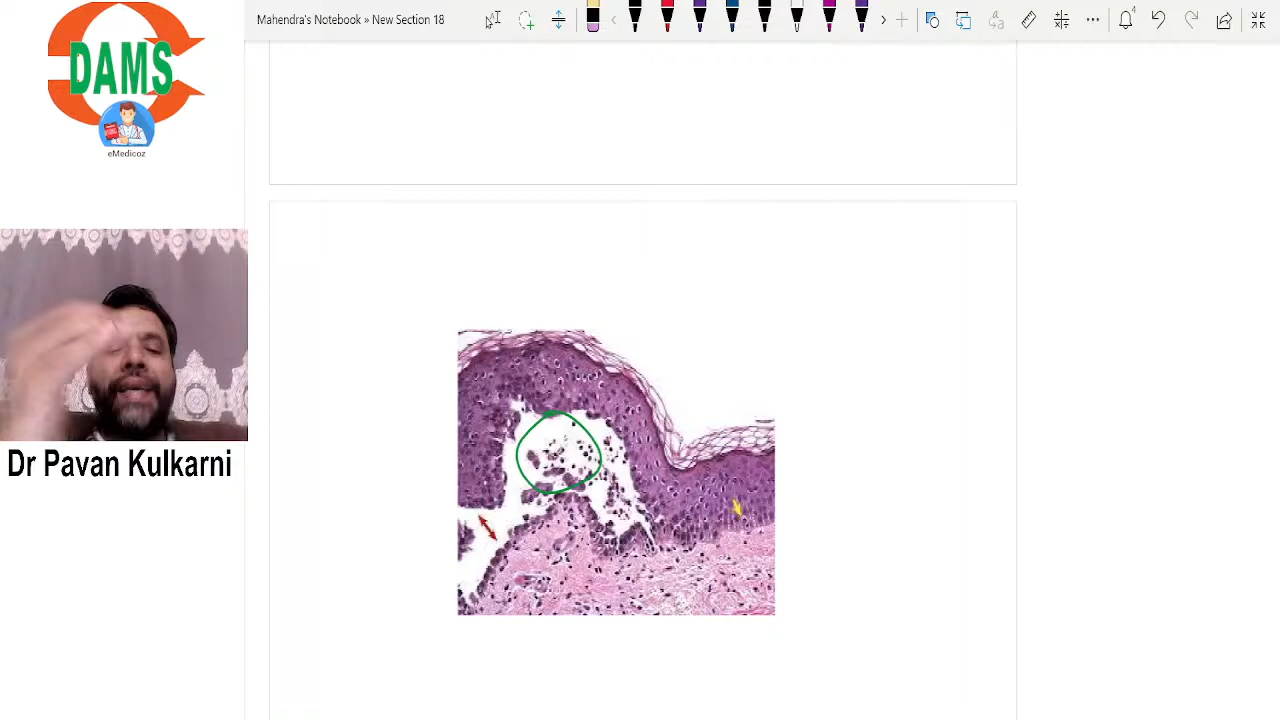 Mahendra's Notebook » New Section 18
DAMS
eMedicoz
Dr Pavan Kulkarni